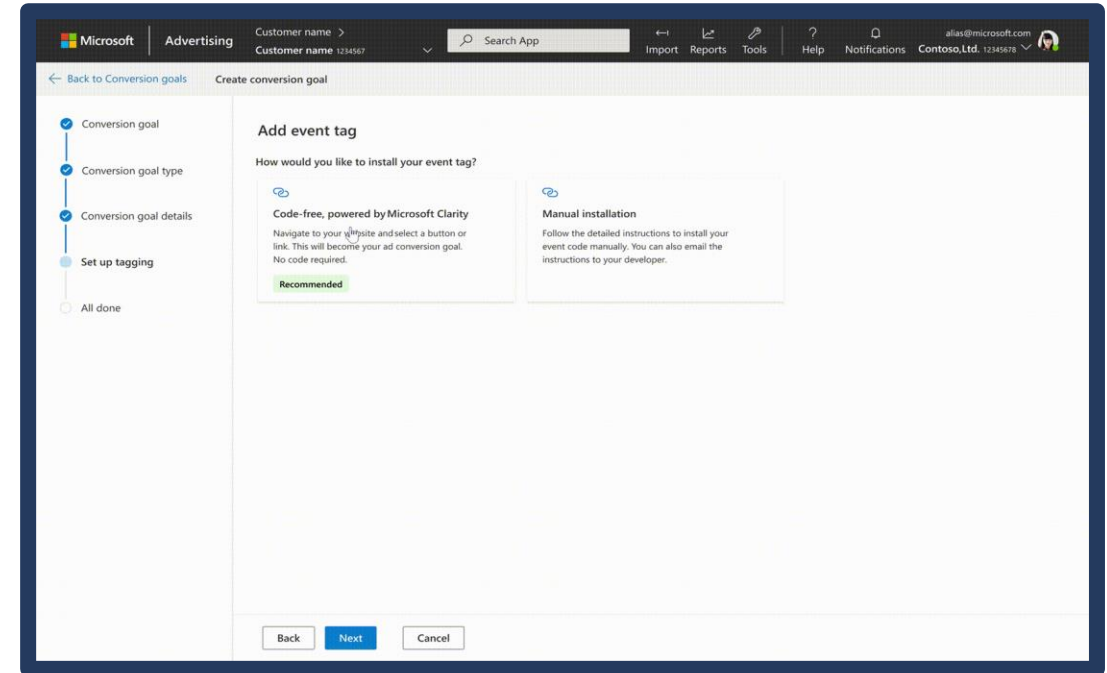 Microsoft Advertising
Customer name >
Customer name 1234567
Search App
Import Reports Tools
? Help Notifications
alias@microsoft.com
Contoso,Ltd. 12345678
← Back to Conversion goals Create conversion goal
Conversion goal
Conversion goal type
Conversion goal details
Set up tagging
All done
Add event tag
How would you like to install your event tag?
Code-free, powered by Microsoft Clarity
Navigate to your website and select a button or
link. This will become your ad conversion goal.
No code required.
Recommended
Manual installation
Follow the detailed instructions to install your
event code manually. You can also email the
instructions to your developer.
Back Next Cancel